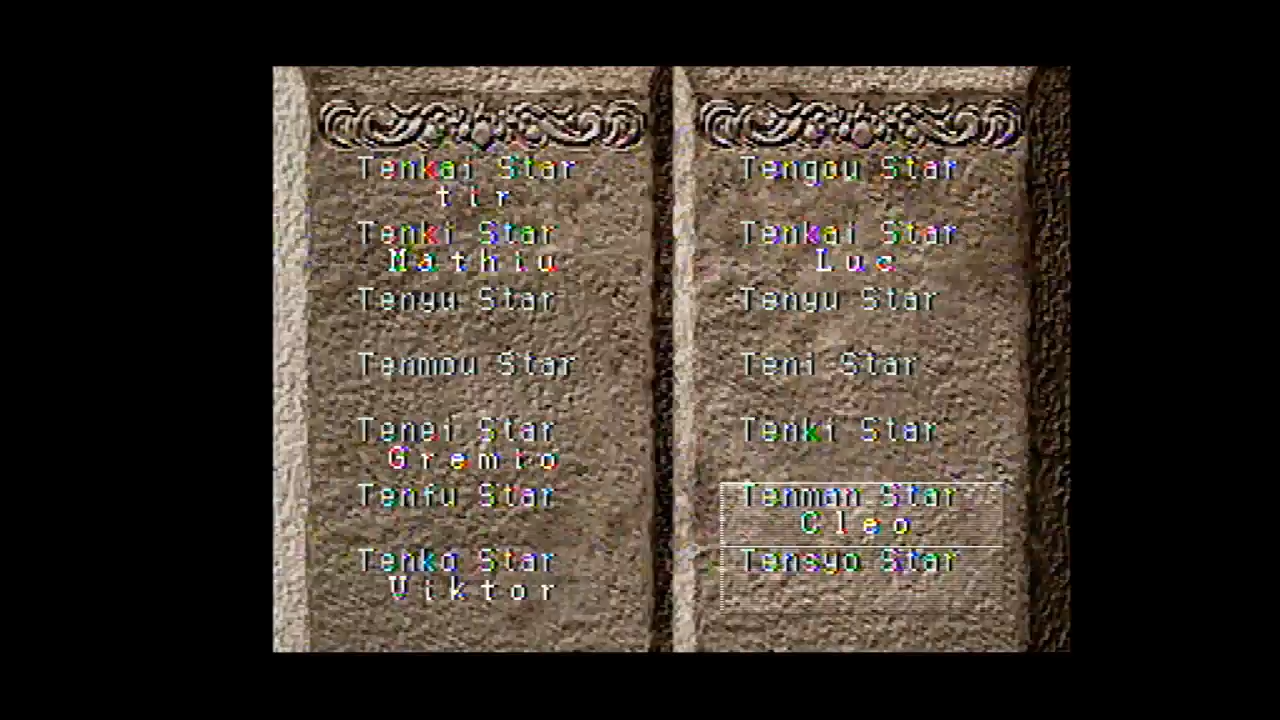 Tenkai Star
tir
Tenki Star
Mathiu
Tenyu Star
Tenmou Star
Tenei Star
Gremio
Tenfu Star
Tenko Star
Viktor
Tengou Star
Tenkai Star
Luc
Tenyu Star
Teni Star
Tenki Star
Tenman Star
Cleo
Tensyo Star